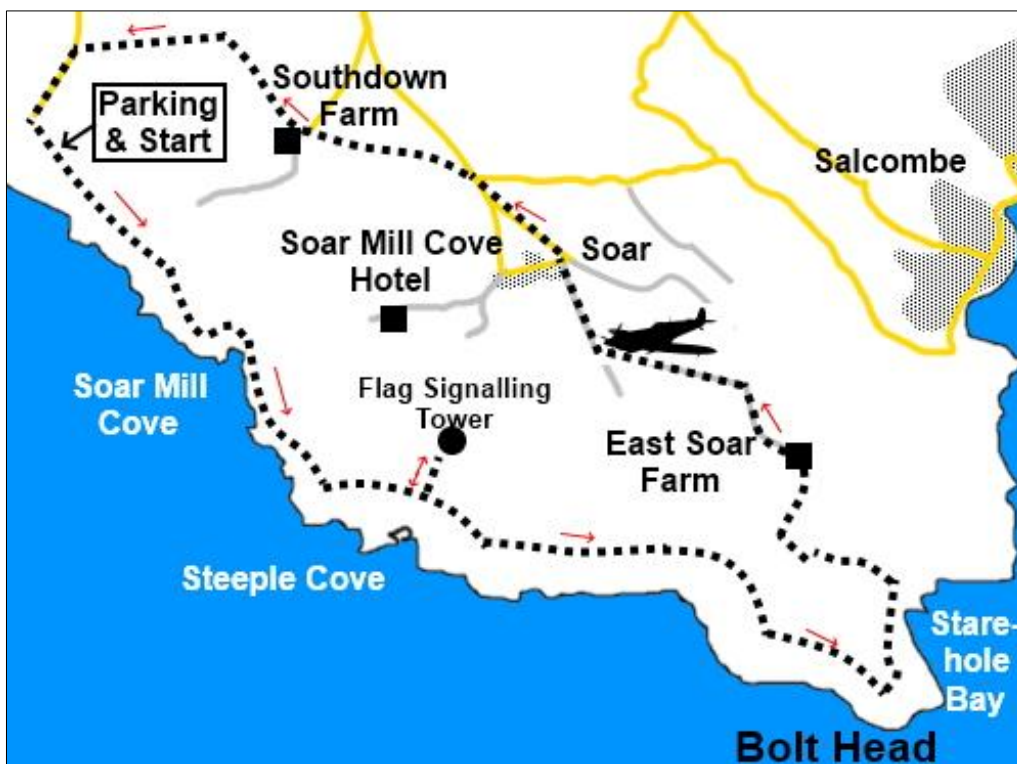 Southdown
Farm
Parking
& Start
Salcombe
Soar Mill Cove
Hotel
Soar
Soar Mill
Cove
Flag Signalling
Tower
East Soar
Farm
Steeple Cove
Stare-
hole
Bay
Bolt Head